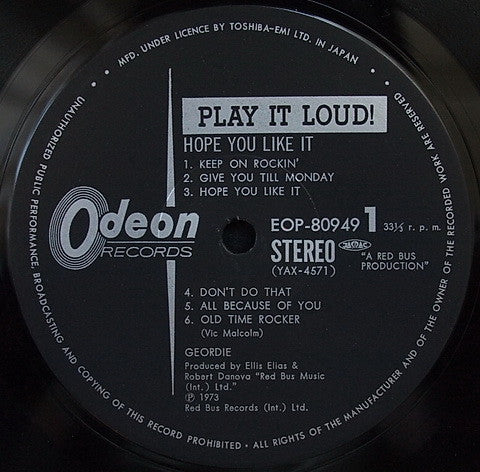 MFD. UNDER LICENCE BY TOSHIBA-EMI LTD. IN JAPAN
PLAY IT LOUD!
HOPE YOU LIKE IT
1. KEEP ON ROCKIN'
2. GIVE YOU TILL MONDAY
3. HOPE YOU LIKE IT
Odeon
RECORDS
EOP-80949 1 33⅓ r. p. m.
STEREO JASRAC
(YAX-4571)
"A RED BUS
PRODUCTION"
4. DON'T DO THAT
5. ALL BECAUSE OF YOU
6. OLD TIME ROCKER
(Vic Malcolm)
GEORDIE
Produced by Ellis Elias &
Robert Danova "Red Bus Music
(Int.) Ltd."
Ⓟ 1973
Red Bus Records (Int.) Ltd.
UNAUTHORIZED PUBLIC PERFORMANCE, BROADCASTING AND COPYING OF THIS RECORD PROHIBITED · ALL RIGHTS OF THE MANUFACTURER AND OF THE OWNER OF THE RECORDED WORK ARE RESERVED